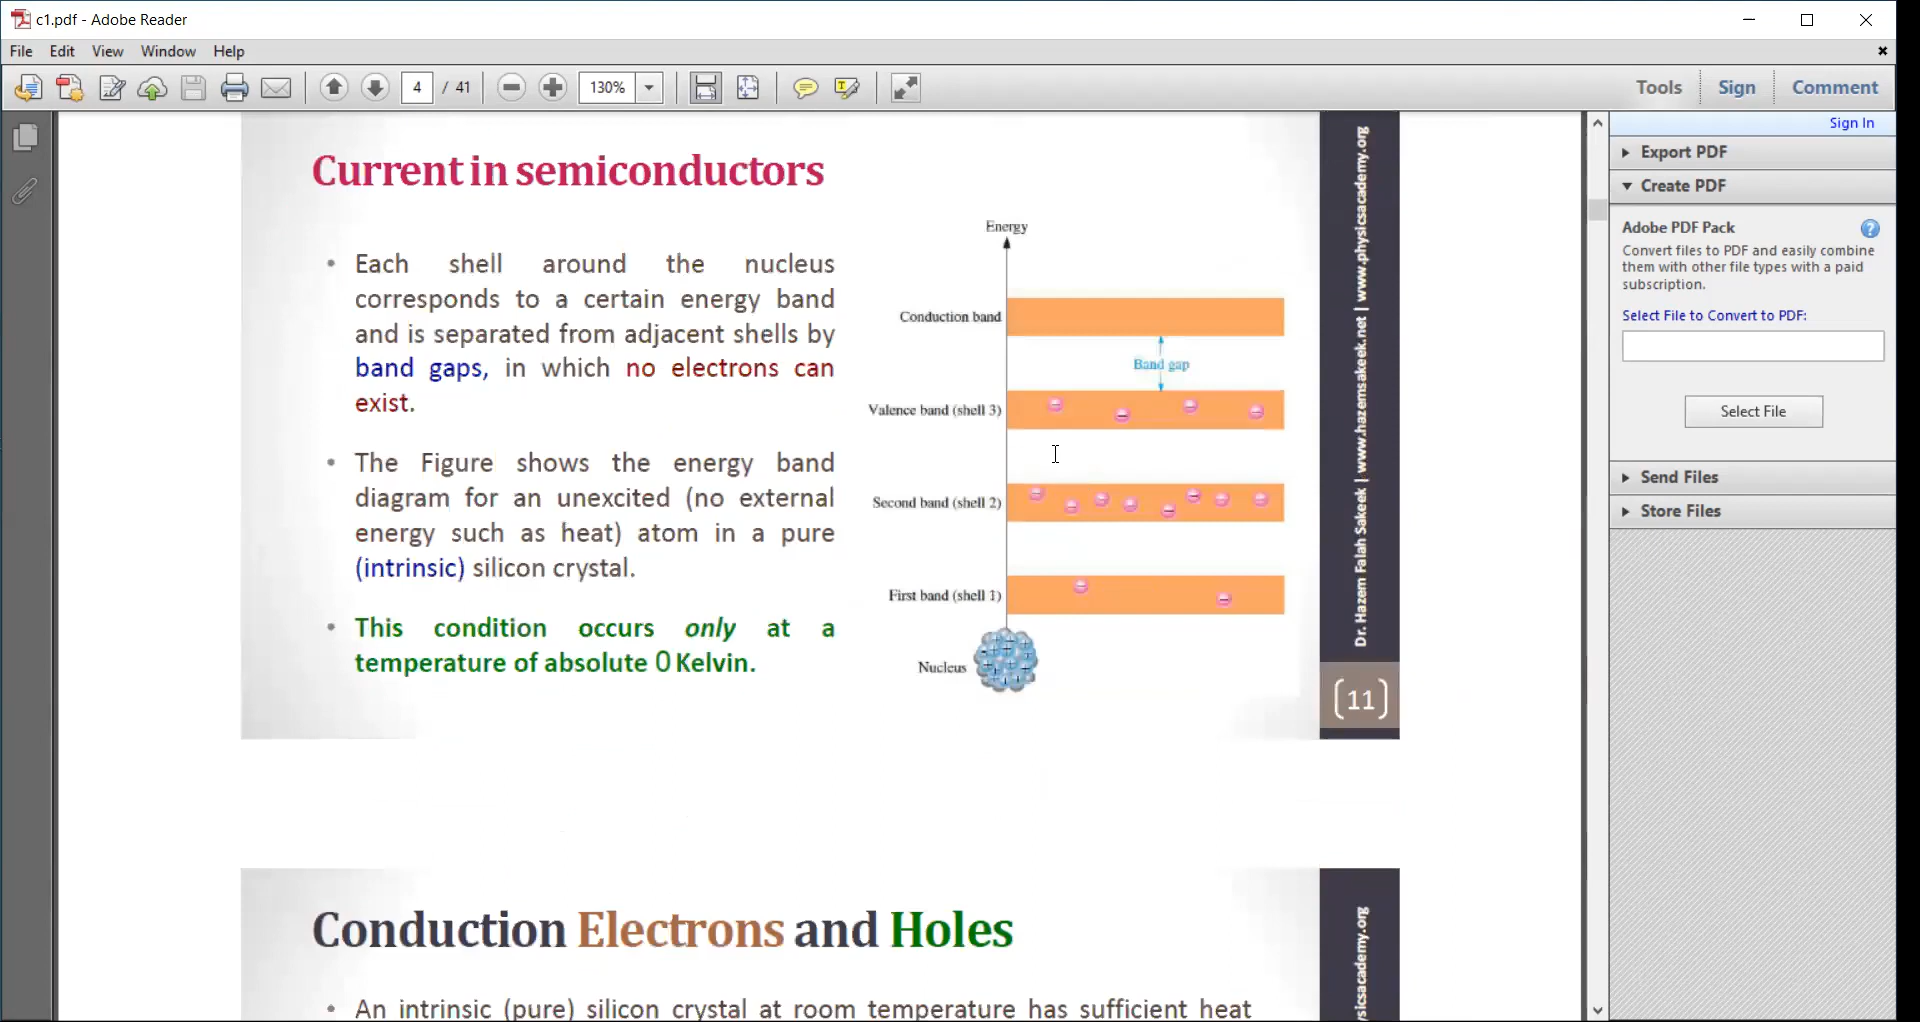 c1.pdf - Adobe Reader
File Edit View Window Help
4 / 41 130% Tools Sign Comment
Sign In
Export PDF
Create PDF
Adobe PDF Pack
Convert files to PDF and easily combine
them with other file types with a paid
subscription.
Select File to Convert to PDF:
Select File
Send Files
Store Files
Current in semiconductors
• Each shell around the nucleus
corresponds to a certain energy band
and is separated from adjacent shells by
band gaps, in which no electrons can
exist.
• The Figure shows the energy band
diagram for an unexcited (no external
energy such as heat) atom in a pure
(intrinsic) silicon crystal.
• This condition occurs only at a
temperature of absolute 0 Kelvin.
Energy
Conduction band
Band gap
Valence band (shell 3)
Second band (shell 2)
First band (shell 1)
Nucleus
Dr. Hazem Falah Sakeek | www.hazemsakeek.net | www.physicsacademy.org
(11)
Conduction Electrons and Holes
• An intrinsic (pure) silicon crystal at room temperature has sufficient heat
ysicsacademy.org